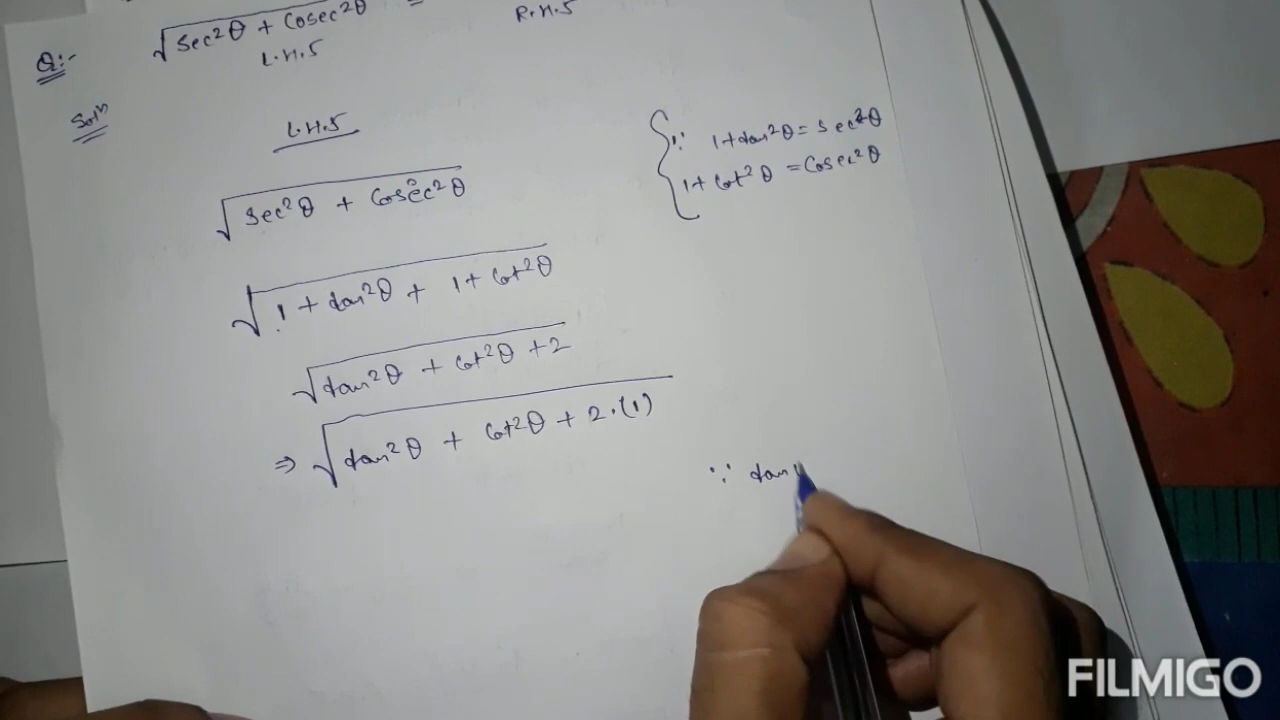 √sec²θ + Cosec²θ =
L.H.S
R.H.S
Q:-
Solⁿ
L.H.S
√sec²θ + Cosec²θ
{∵ 1+tan²θ = sec²θ
1+ Cot²θ = Cosec²θ
√1 + tan²θ + 1 + Cot²θ
√tan²θ + Cot²θ + 2
⇒ √tan²θ + Cot²θ + 2.(1)
∵ tan
FILMIGO